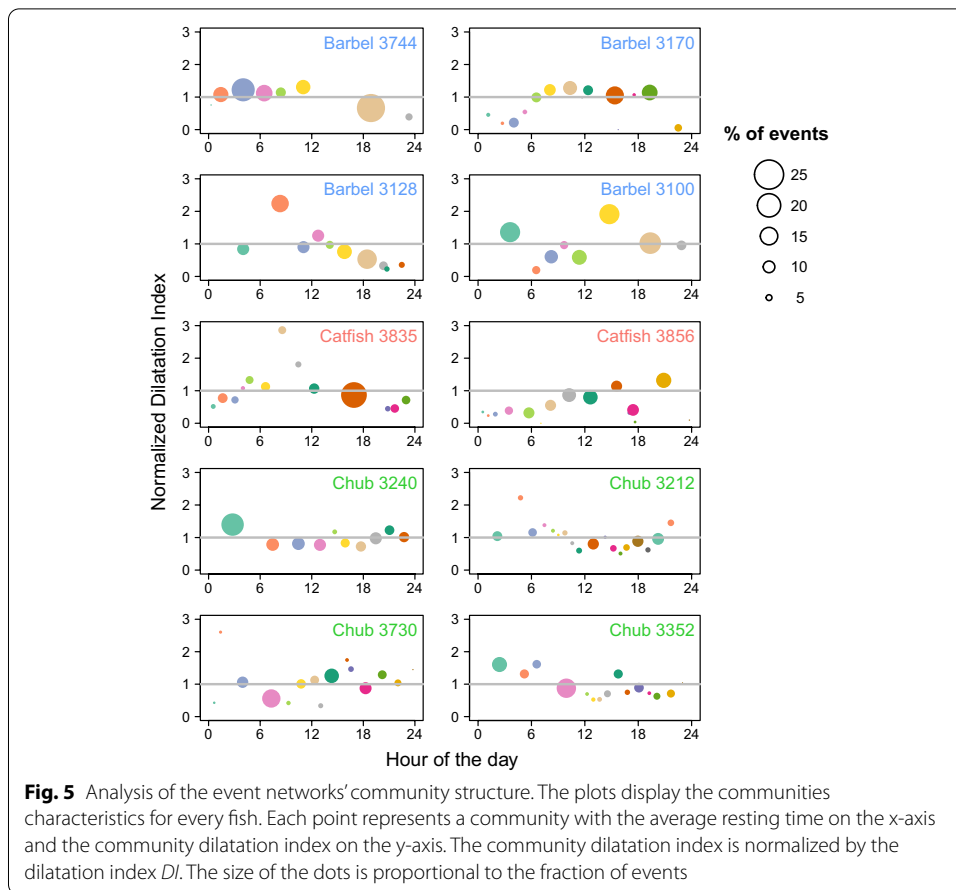 Barbel 3744
Barbel 3170
3
2
1
0
0 6 12 18 24
3
2
1
0
0 6 12 18 24
% of events
25
20
15
10
5
Barbel 3128
Barbel 3100
3
2
1
0
0 6 12 18 24
3
2
1
0
0 6 12 18 24
Normalized Dilatation Index
Catfish 3835
Catfish 3856
3
2
1
0
0 6 12 18 24
3
2
1
0
0 6 12 18 24
Chub 3240
Chub 3212
3
2
1
0
0 6 12 18 24
3
2
1
0
0 6 12 18 24
Chub 3730
Chub 3352
3
2
1
0
0 6 12 18 24
3
2
1
0
0 6 12 18 24
Hour of the day
Fig. 5 Analysis of the event networks' community structure. The plots display the communities
characteristics for every fish. Each point represents a community with the average resting time on the x-axis
and the community dilatation index on the y-axis. The community dilatation index is normalized by the
dilatation index DI. The size of the dots is proportional to the fraction of events